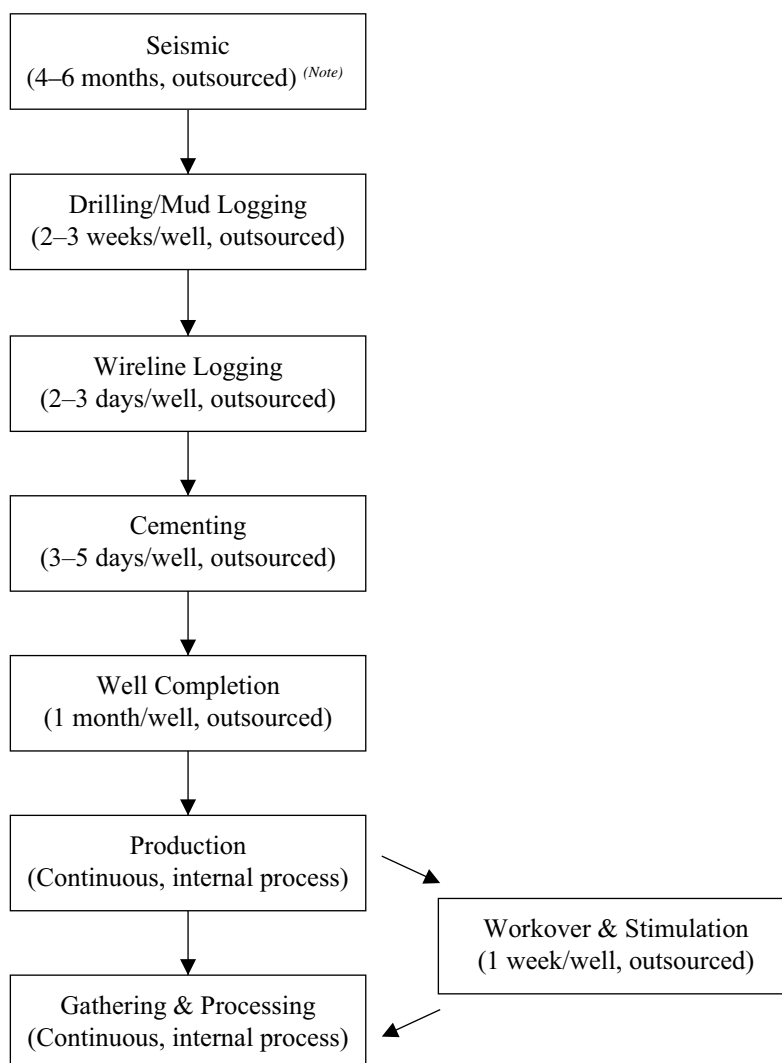 Seismic
(4–6 months, outsourced) (Note)
Drilling/Mud Logging
(2–3 weeks/well, outsourced)
Wireline Logging
(2–3 days/well, outsourced)
Cementing
(3–5 days/well, outsourced)
Well Completion
(1 month/well, outsourced)
Production
(Continuous, internal process)
Workover & Stimulation
(1 week/well, outsourced)
Gathering & Processing
(Continuous, internal process)